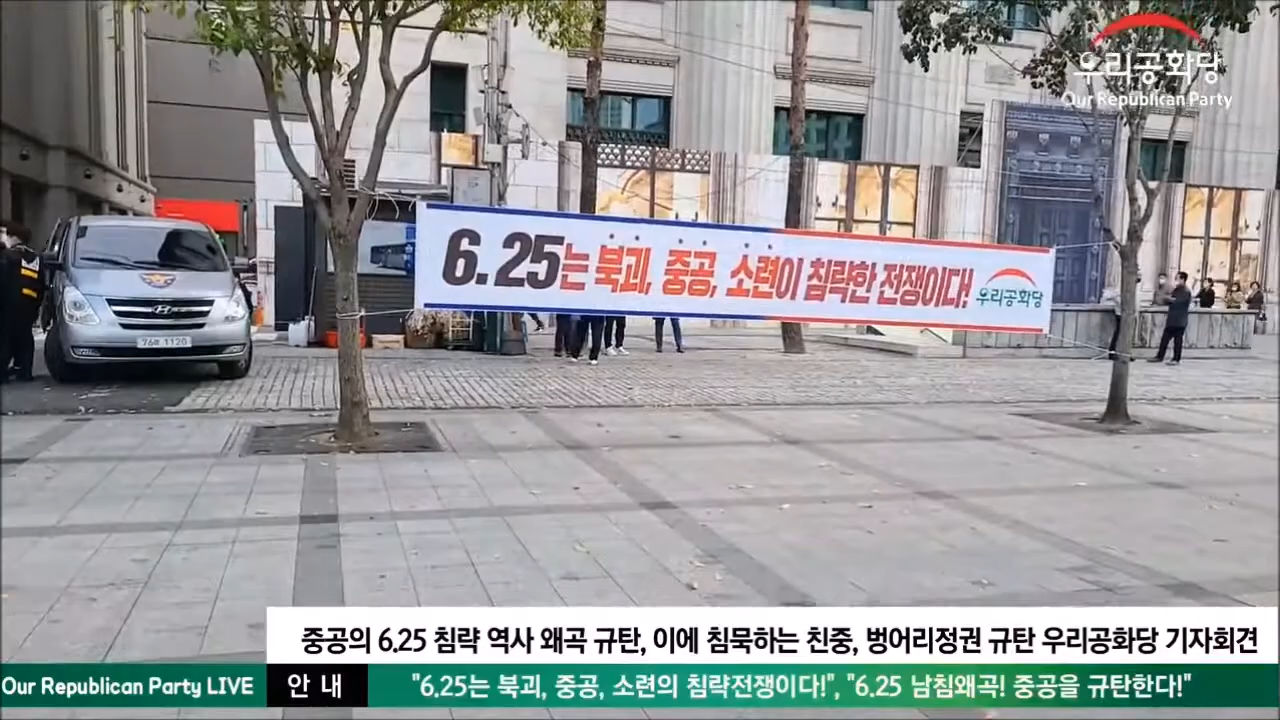 우리공화당
Our Republican Party
6.25는 북괴, 중공, 소련이 침략한 전쟁이다! 우리공화당
76로 1120
중공의 6.25 침략 역사 왜곡 규탄, 이에 침묵하는 친중, 벙어리정권 규탄 우리공화당 기자회견
Our Republican Party LIVE
안 내
"6.25는 북괴, 중공, 소련의 침략전쟁이다!", "6.25 남침왜곡! 중공을 규탄한다!"